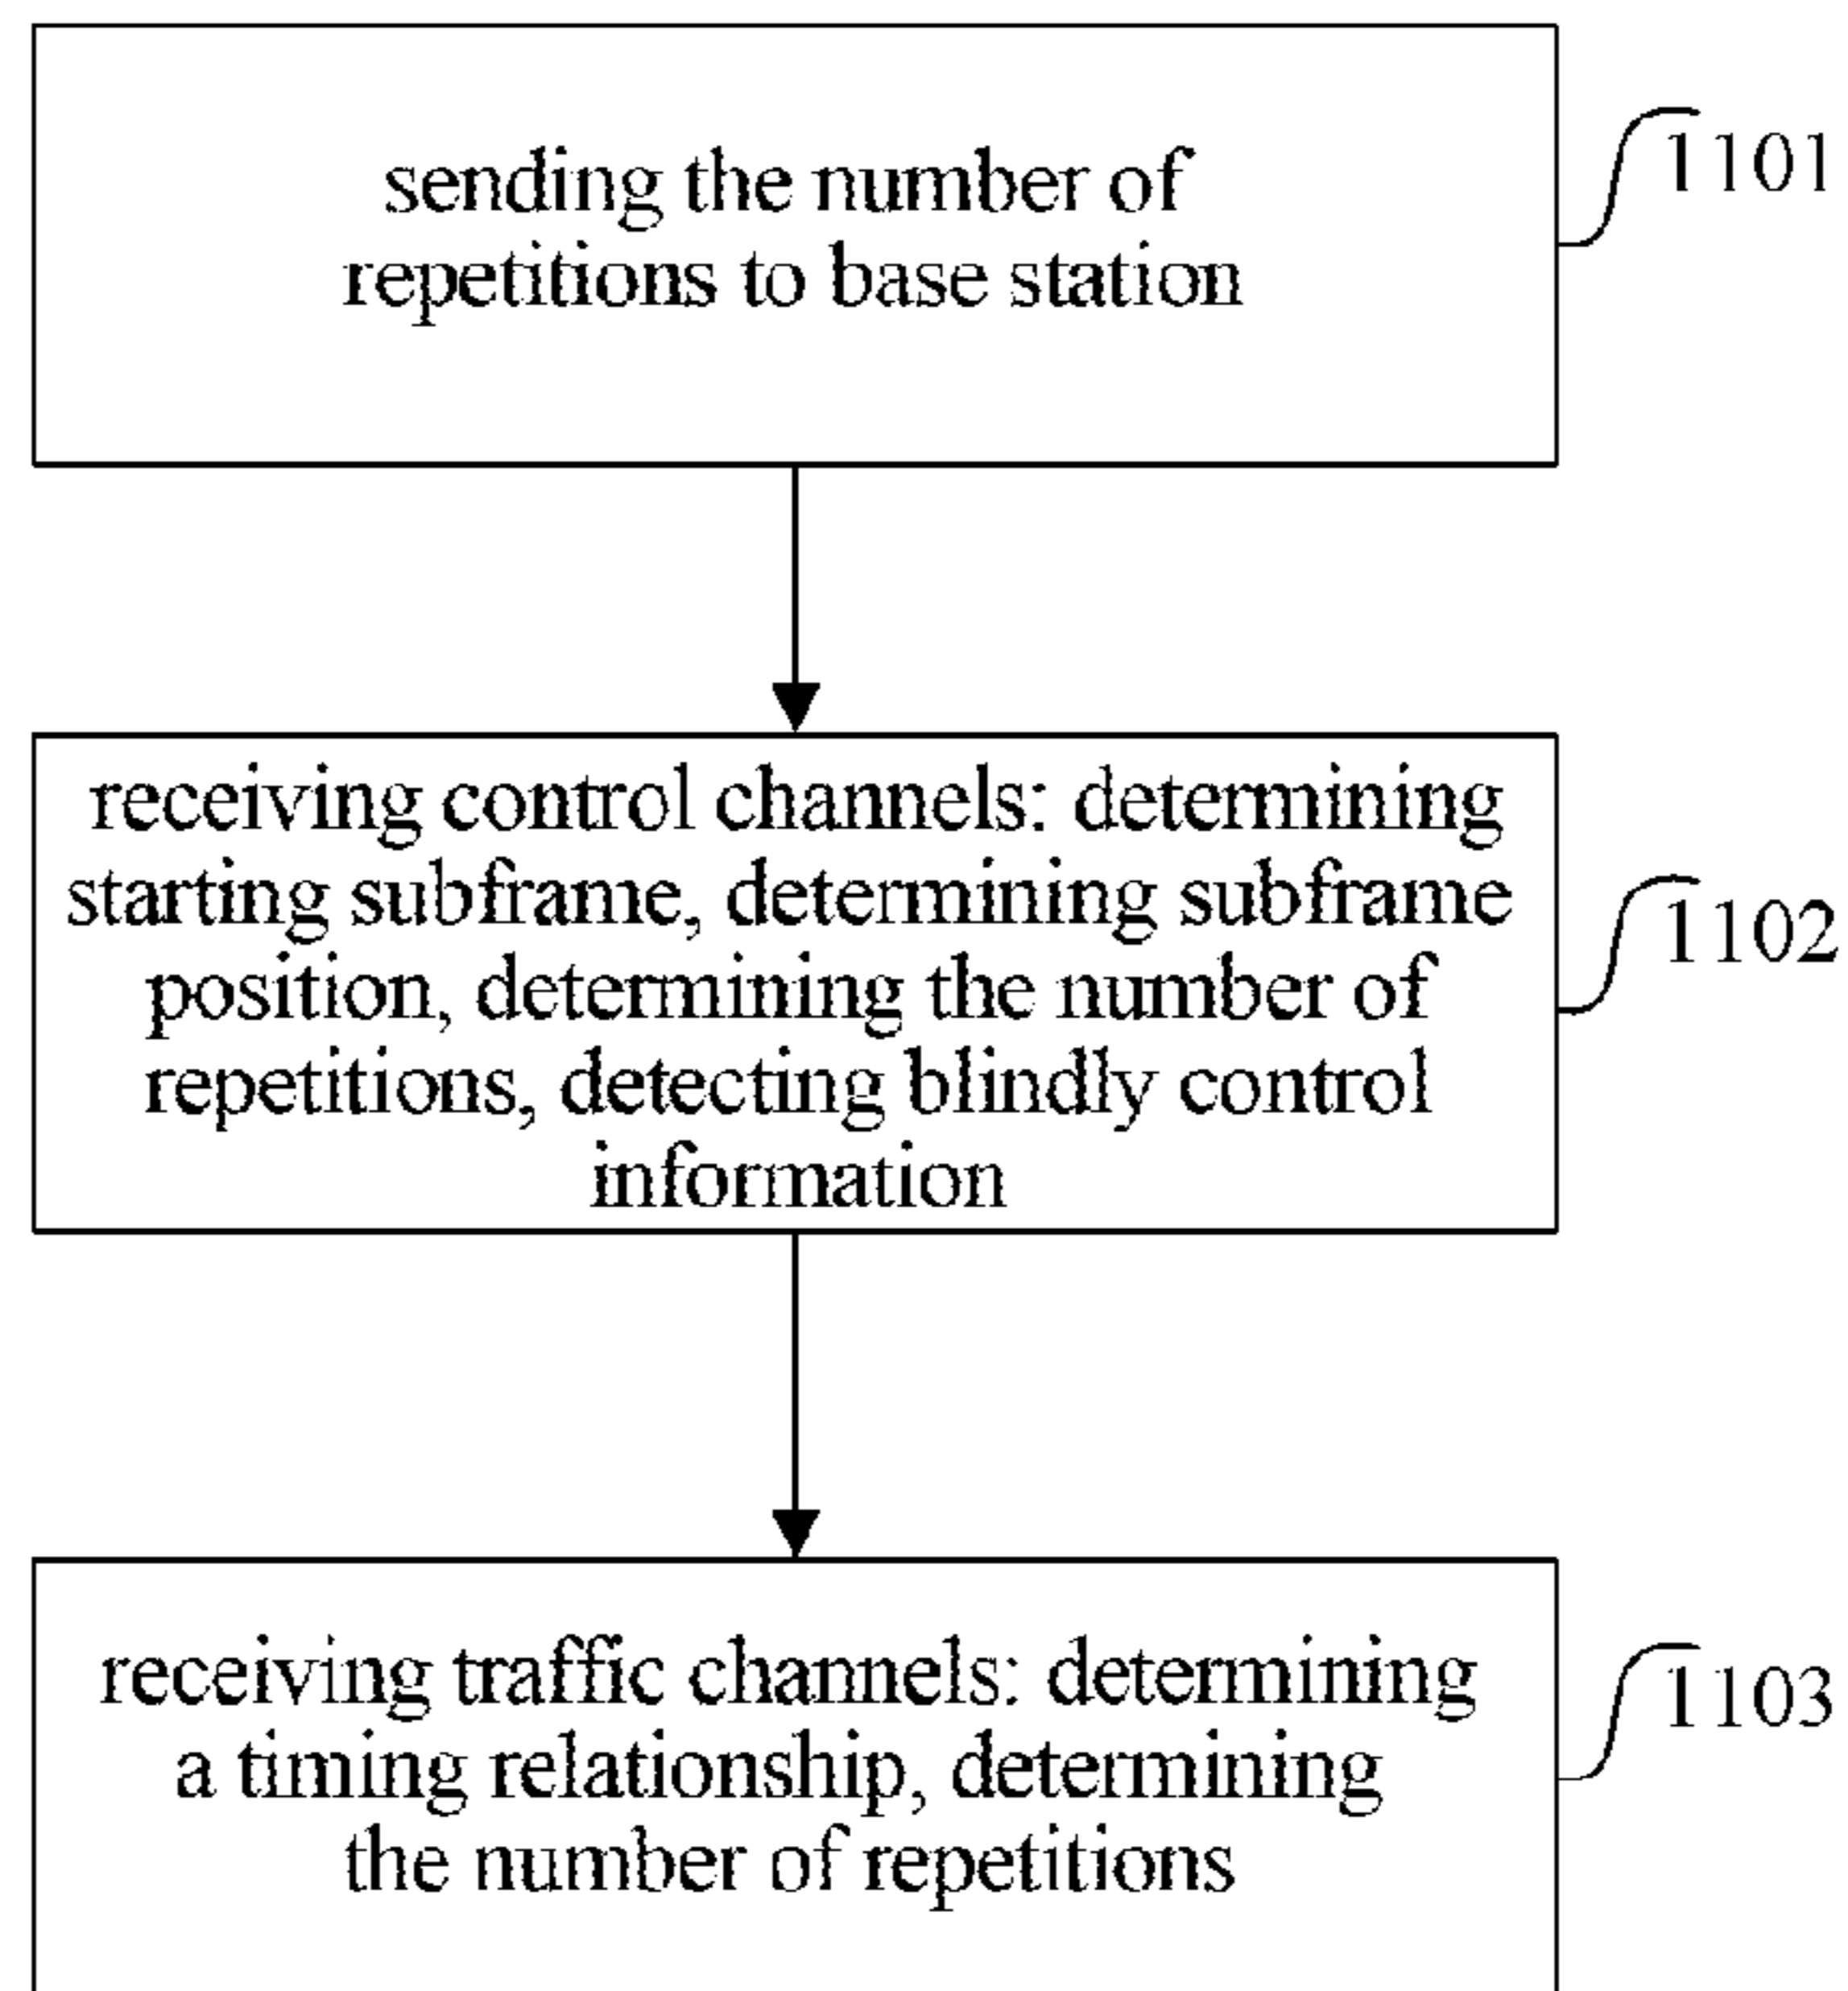 sending the number of
repetitions to base station
1101
receiving control channels: determining
starting subframe, determining subframe
position, determining the number of
repetitions, detecting blindly control
information
1102
receiving traffic channels: determining
a timing relationship, determining
the number of repetitions
1103